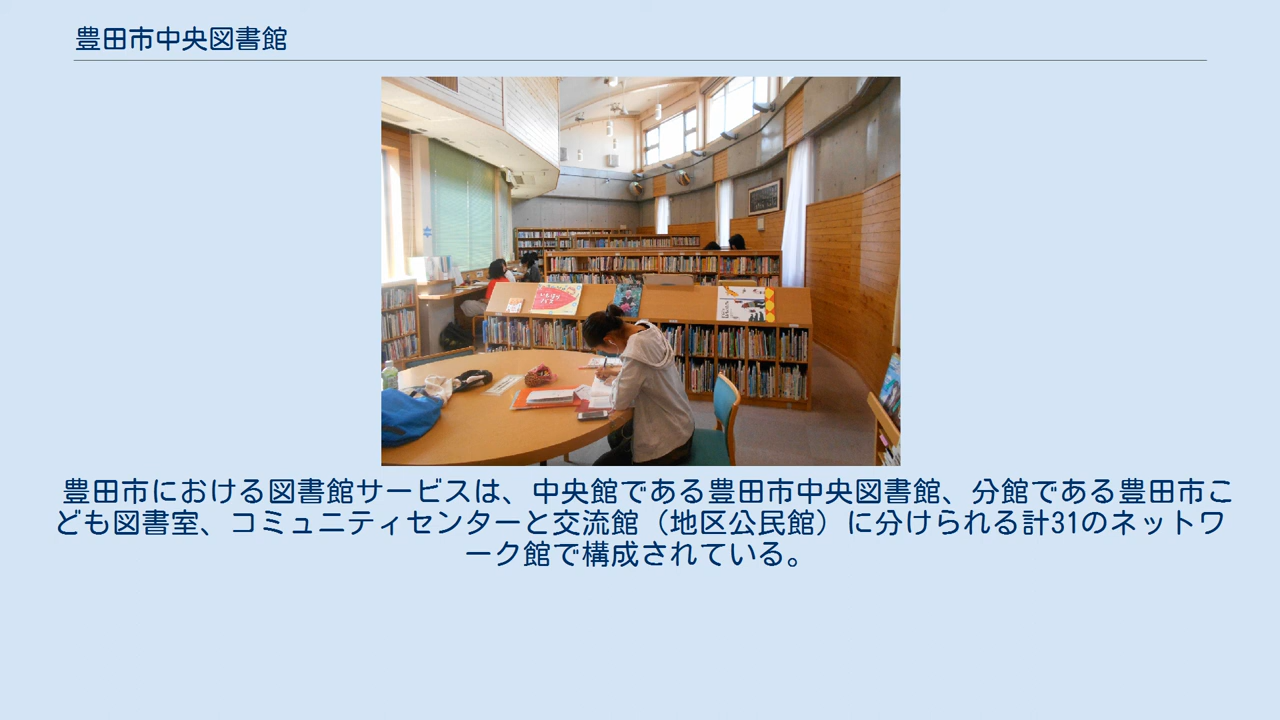 豊田市中央図書館
豊田市における図書館サービスは、中央館である豊田市中央図書館、分館である豊田市こ
ども図書室、コミュニティセンターと交流館（地区公民館）に分けられる計31のネットワ
ーク館で構成されている。